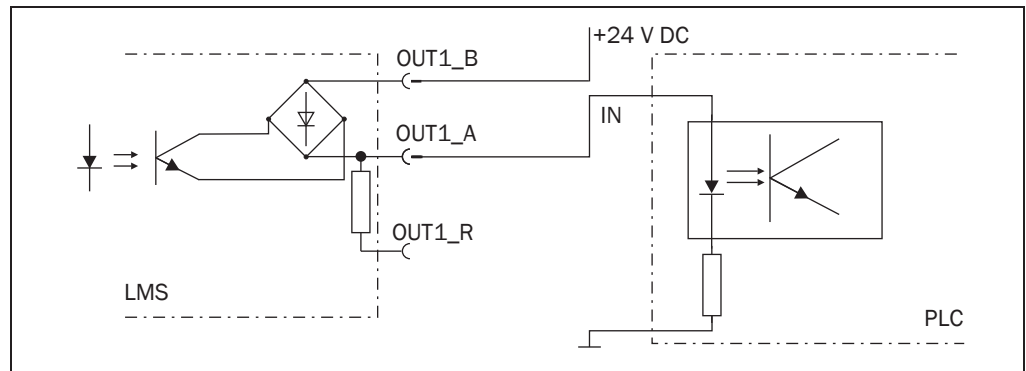 +24 V DC
OUT1_B
IN
OUT1_A
OUT1_R
LMS
PLC